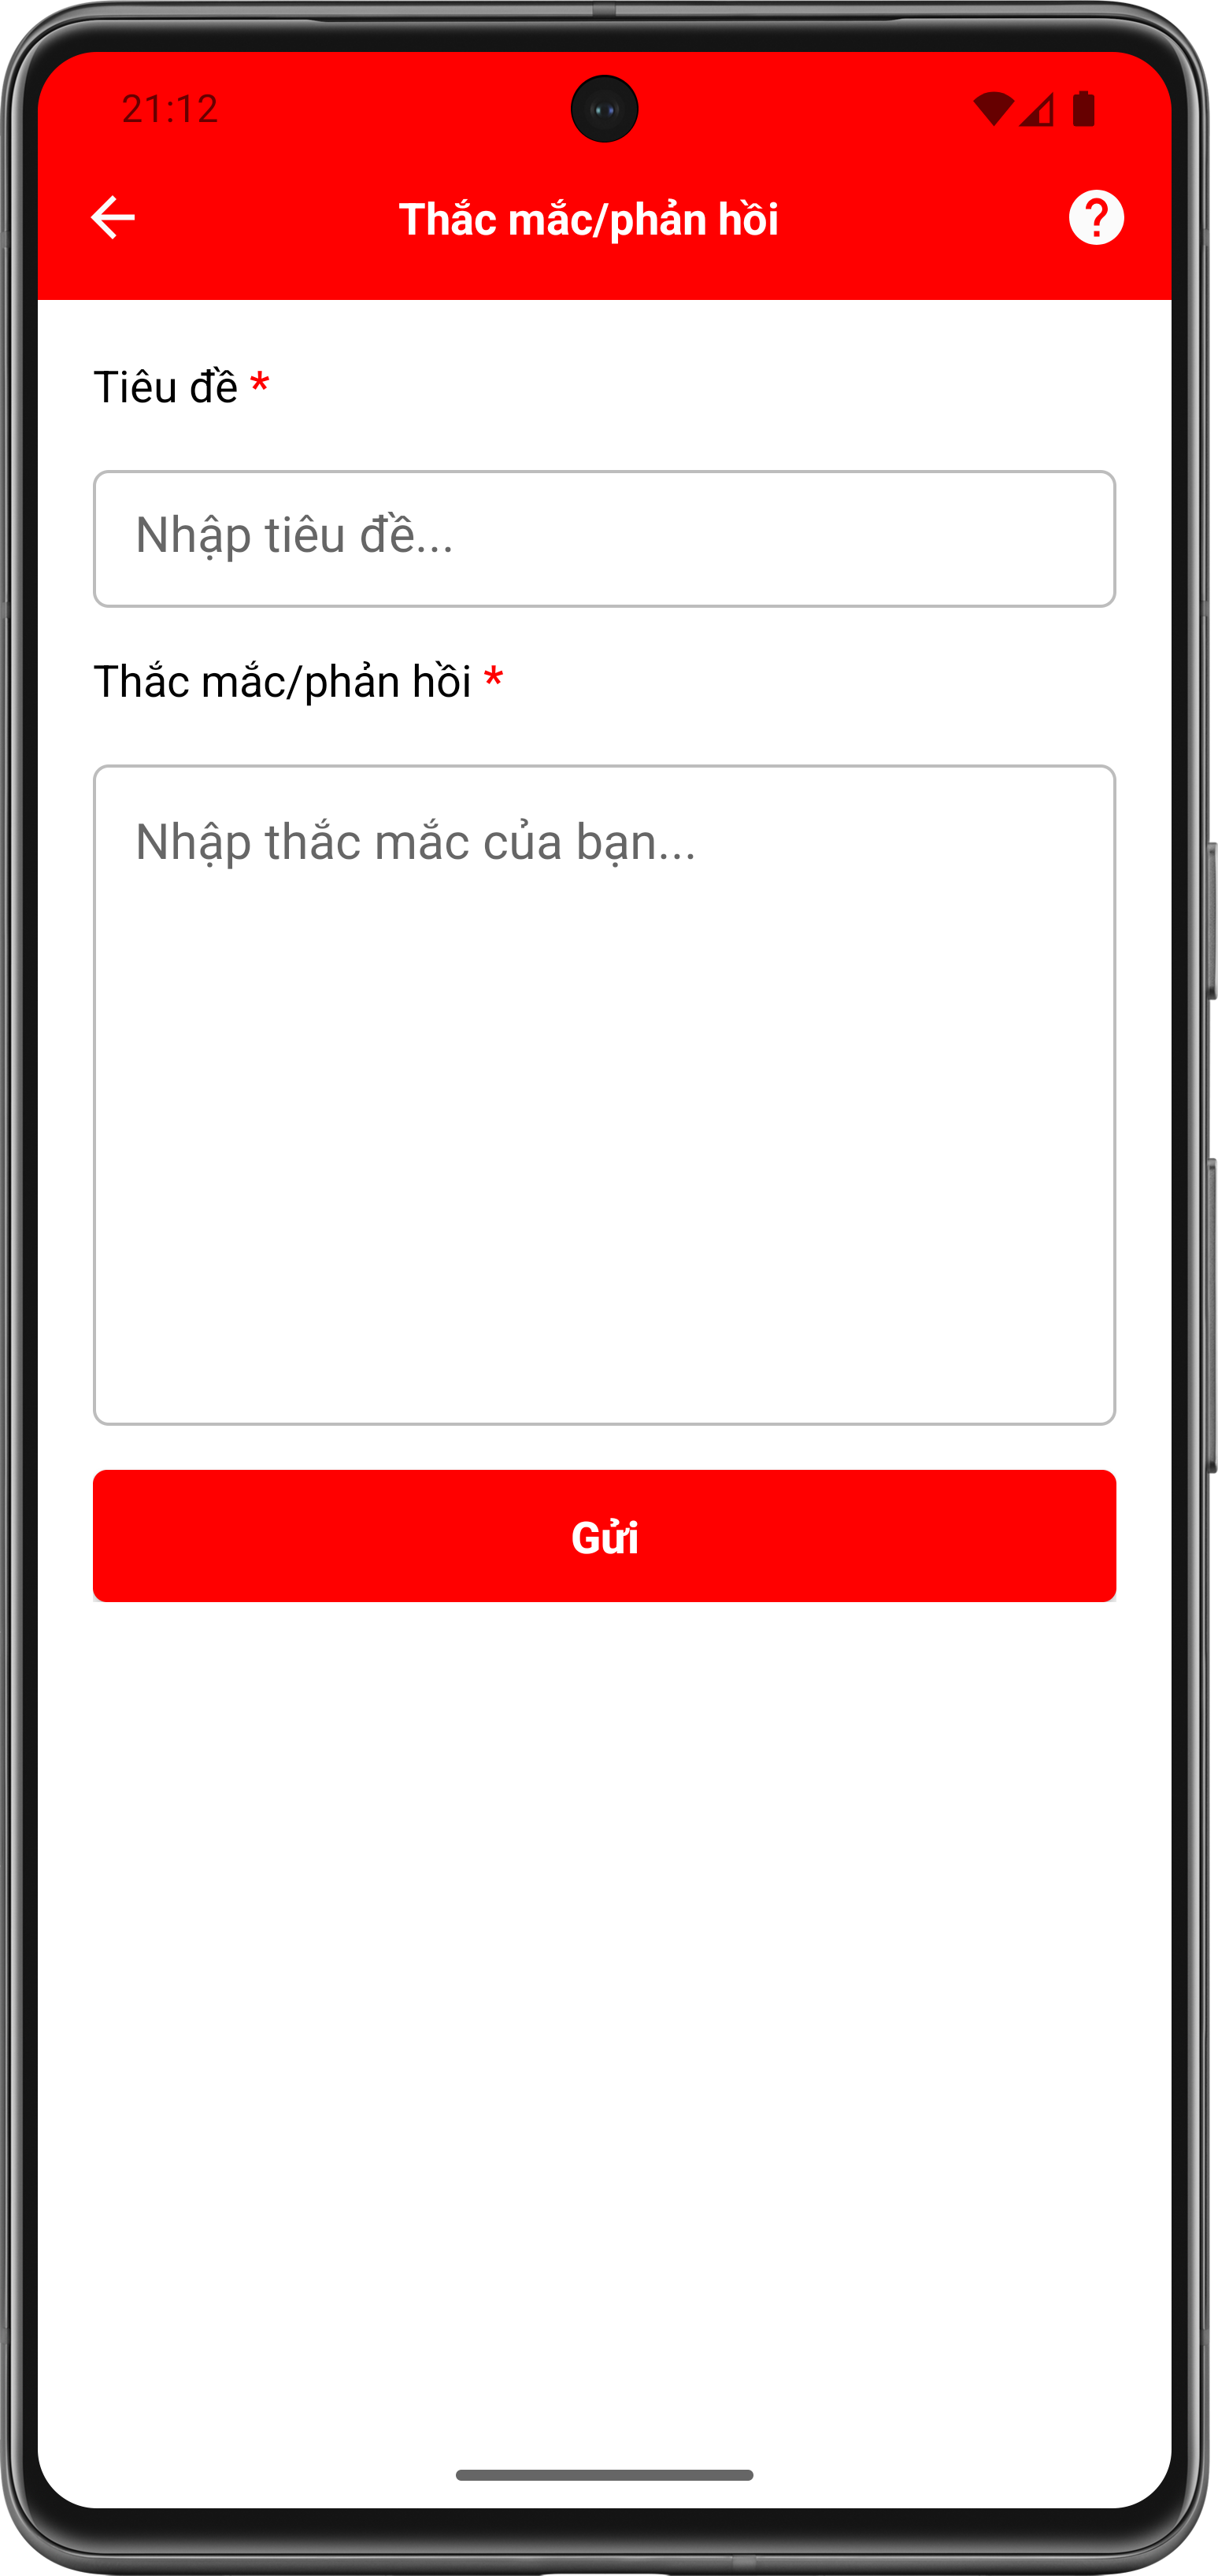 21:12
Thắc mắc/phản hồi
Tiêu đề *
Nhập tiêu đề...
Thắc mắc/phản hồi *
Nhập thắc mắc của bạn...
Gửi